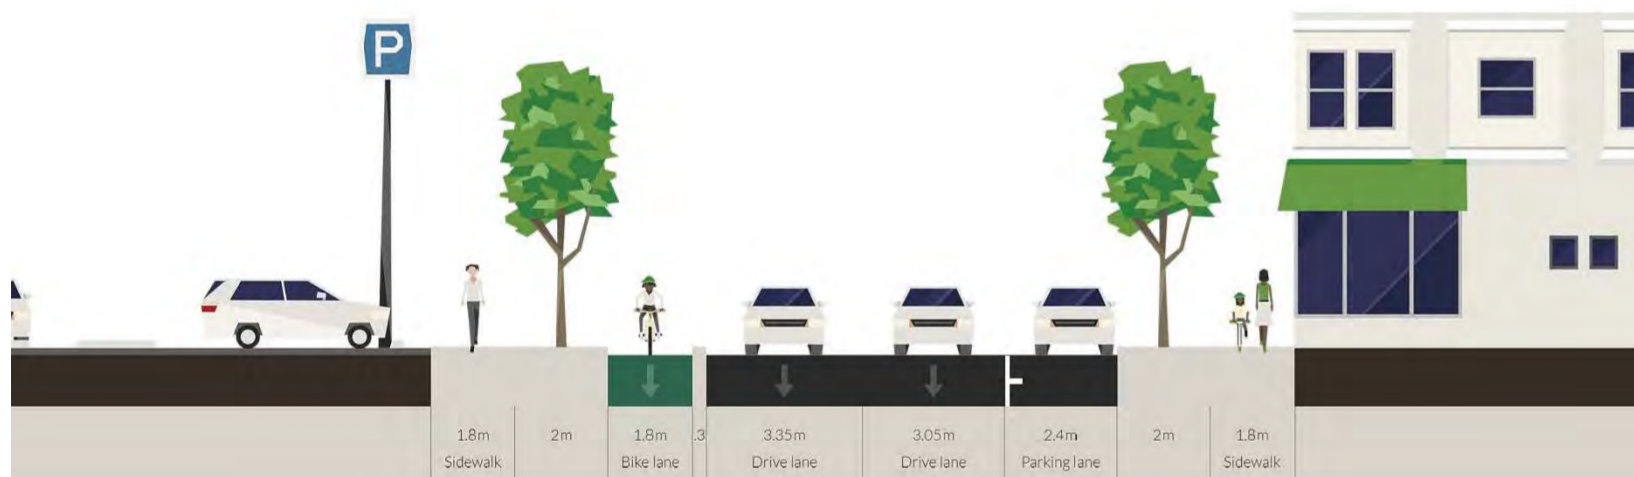 P
1.8m
2m
1.8m
.3
3.35m
3.05m
2.4m
2m
1.8m
Sidewalk
Bike lane
Drive lane
Drive lane
Parking lane
Sidewalk